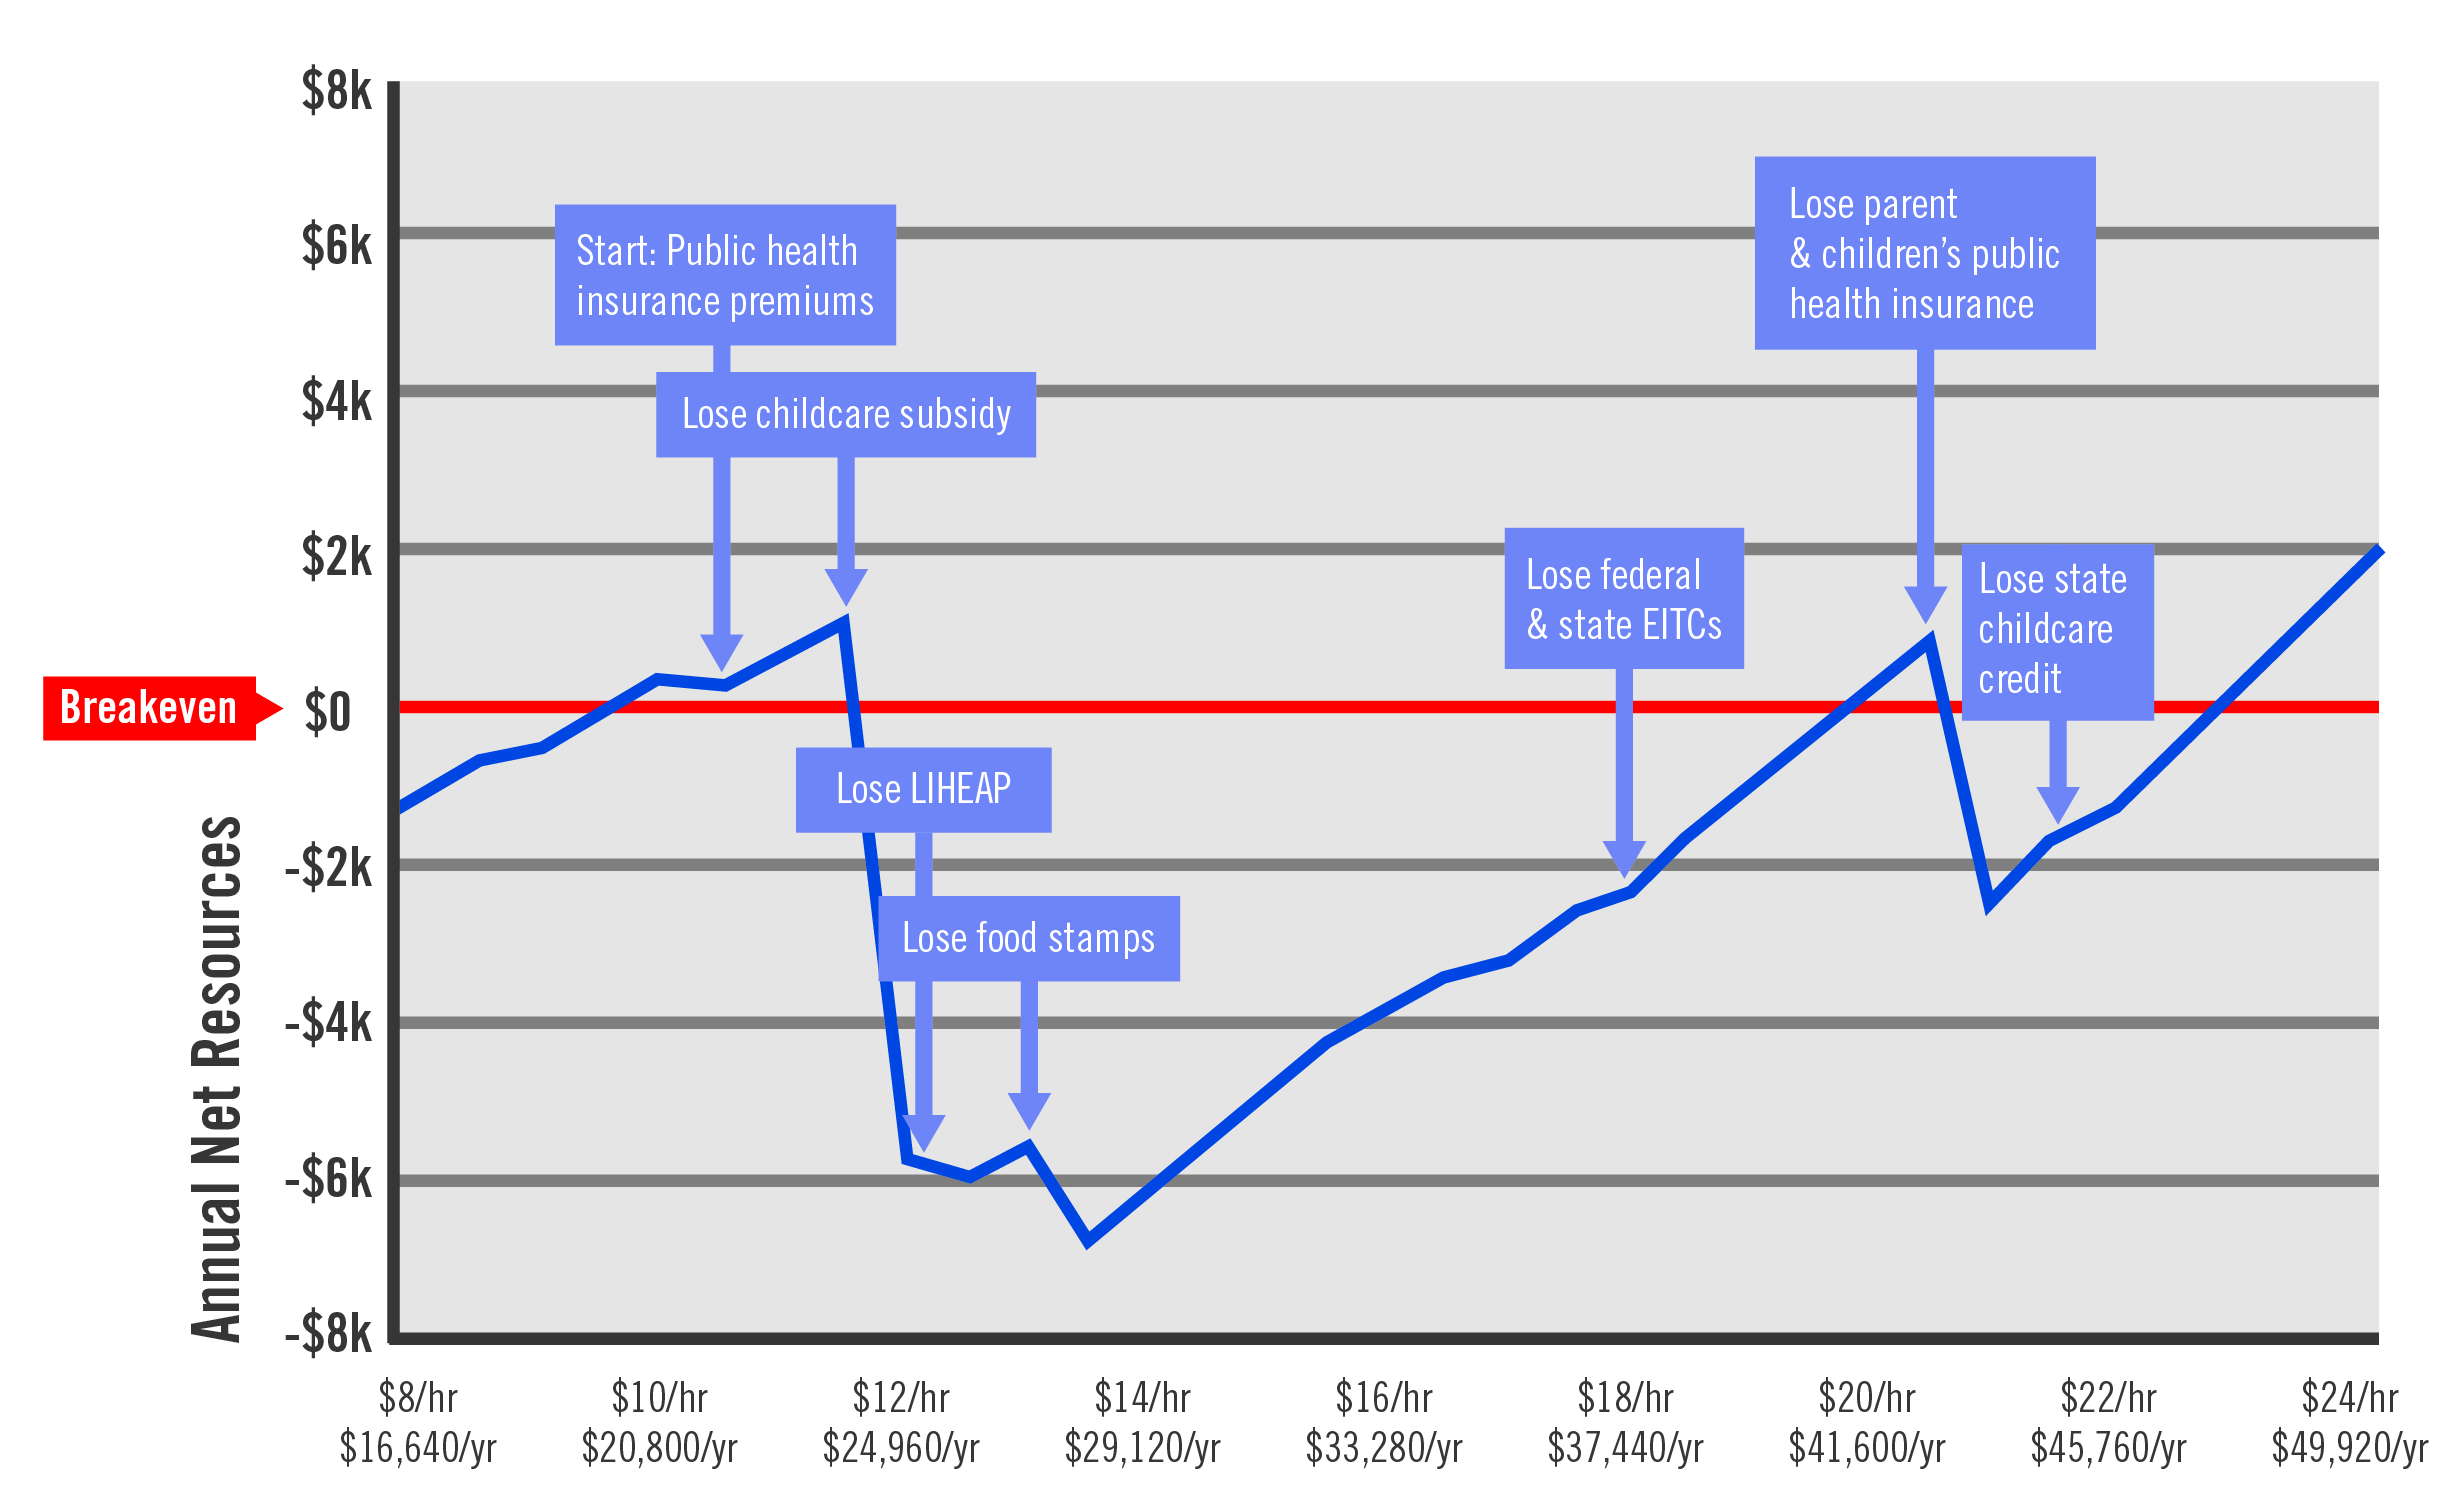 $8k
$6k
$4k
$2k
Breakeven
$0
-$2k
-$4k
-$6k
-$8k
Annual Net Resources
Start: Public health
insurance premiums
Lose childcare subsidy
Lose LIHEAP
Lose food stamps
Lose federal
& state EITCs
Lose parent
& children’s public
health insurance
Lose state
childcare
credit
$8/hr
$16,640/yr
$10/hr
$20,800/yr
$12/hr
$24,960/yr
$14/hr
$29,120/yr
$16/hr
$33,280/yr
$18/hr
$37,440/yr
$20/hr
$41,600/yr
$22/hr
$45,760/yr
$24/hr
$49,920/yr